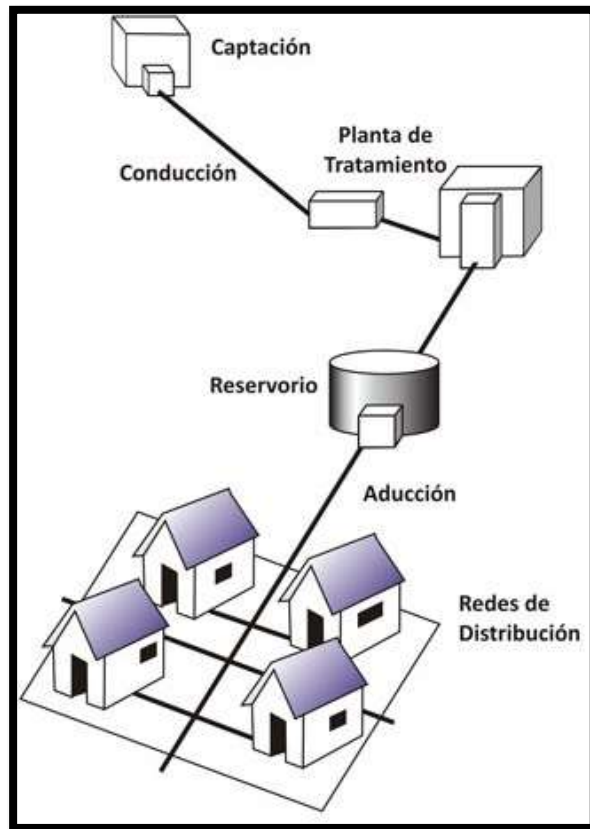 Captación
Planta de
Tratamiento
Conducción
Reservorio
Aducción
Redes de
Distribución